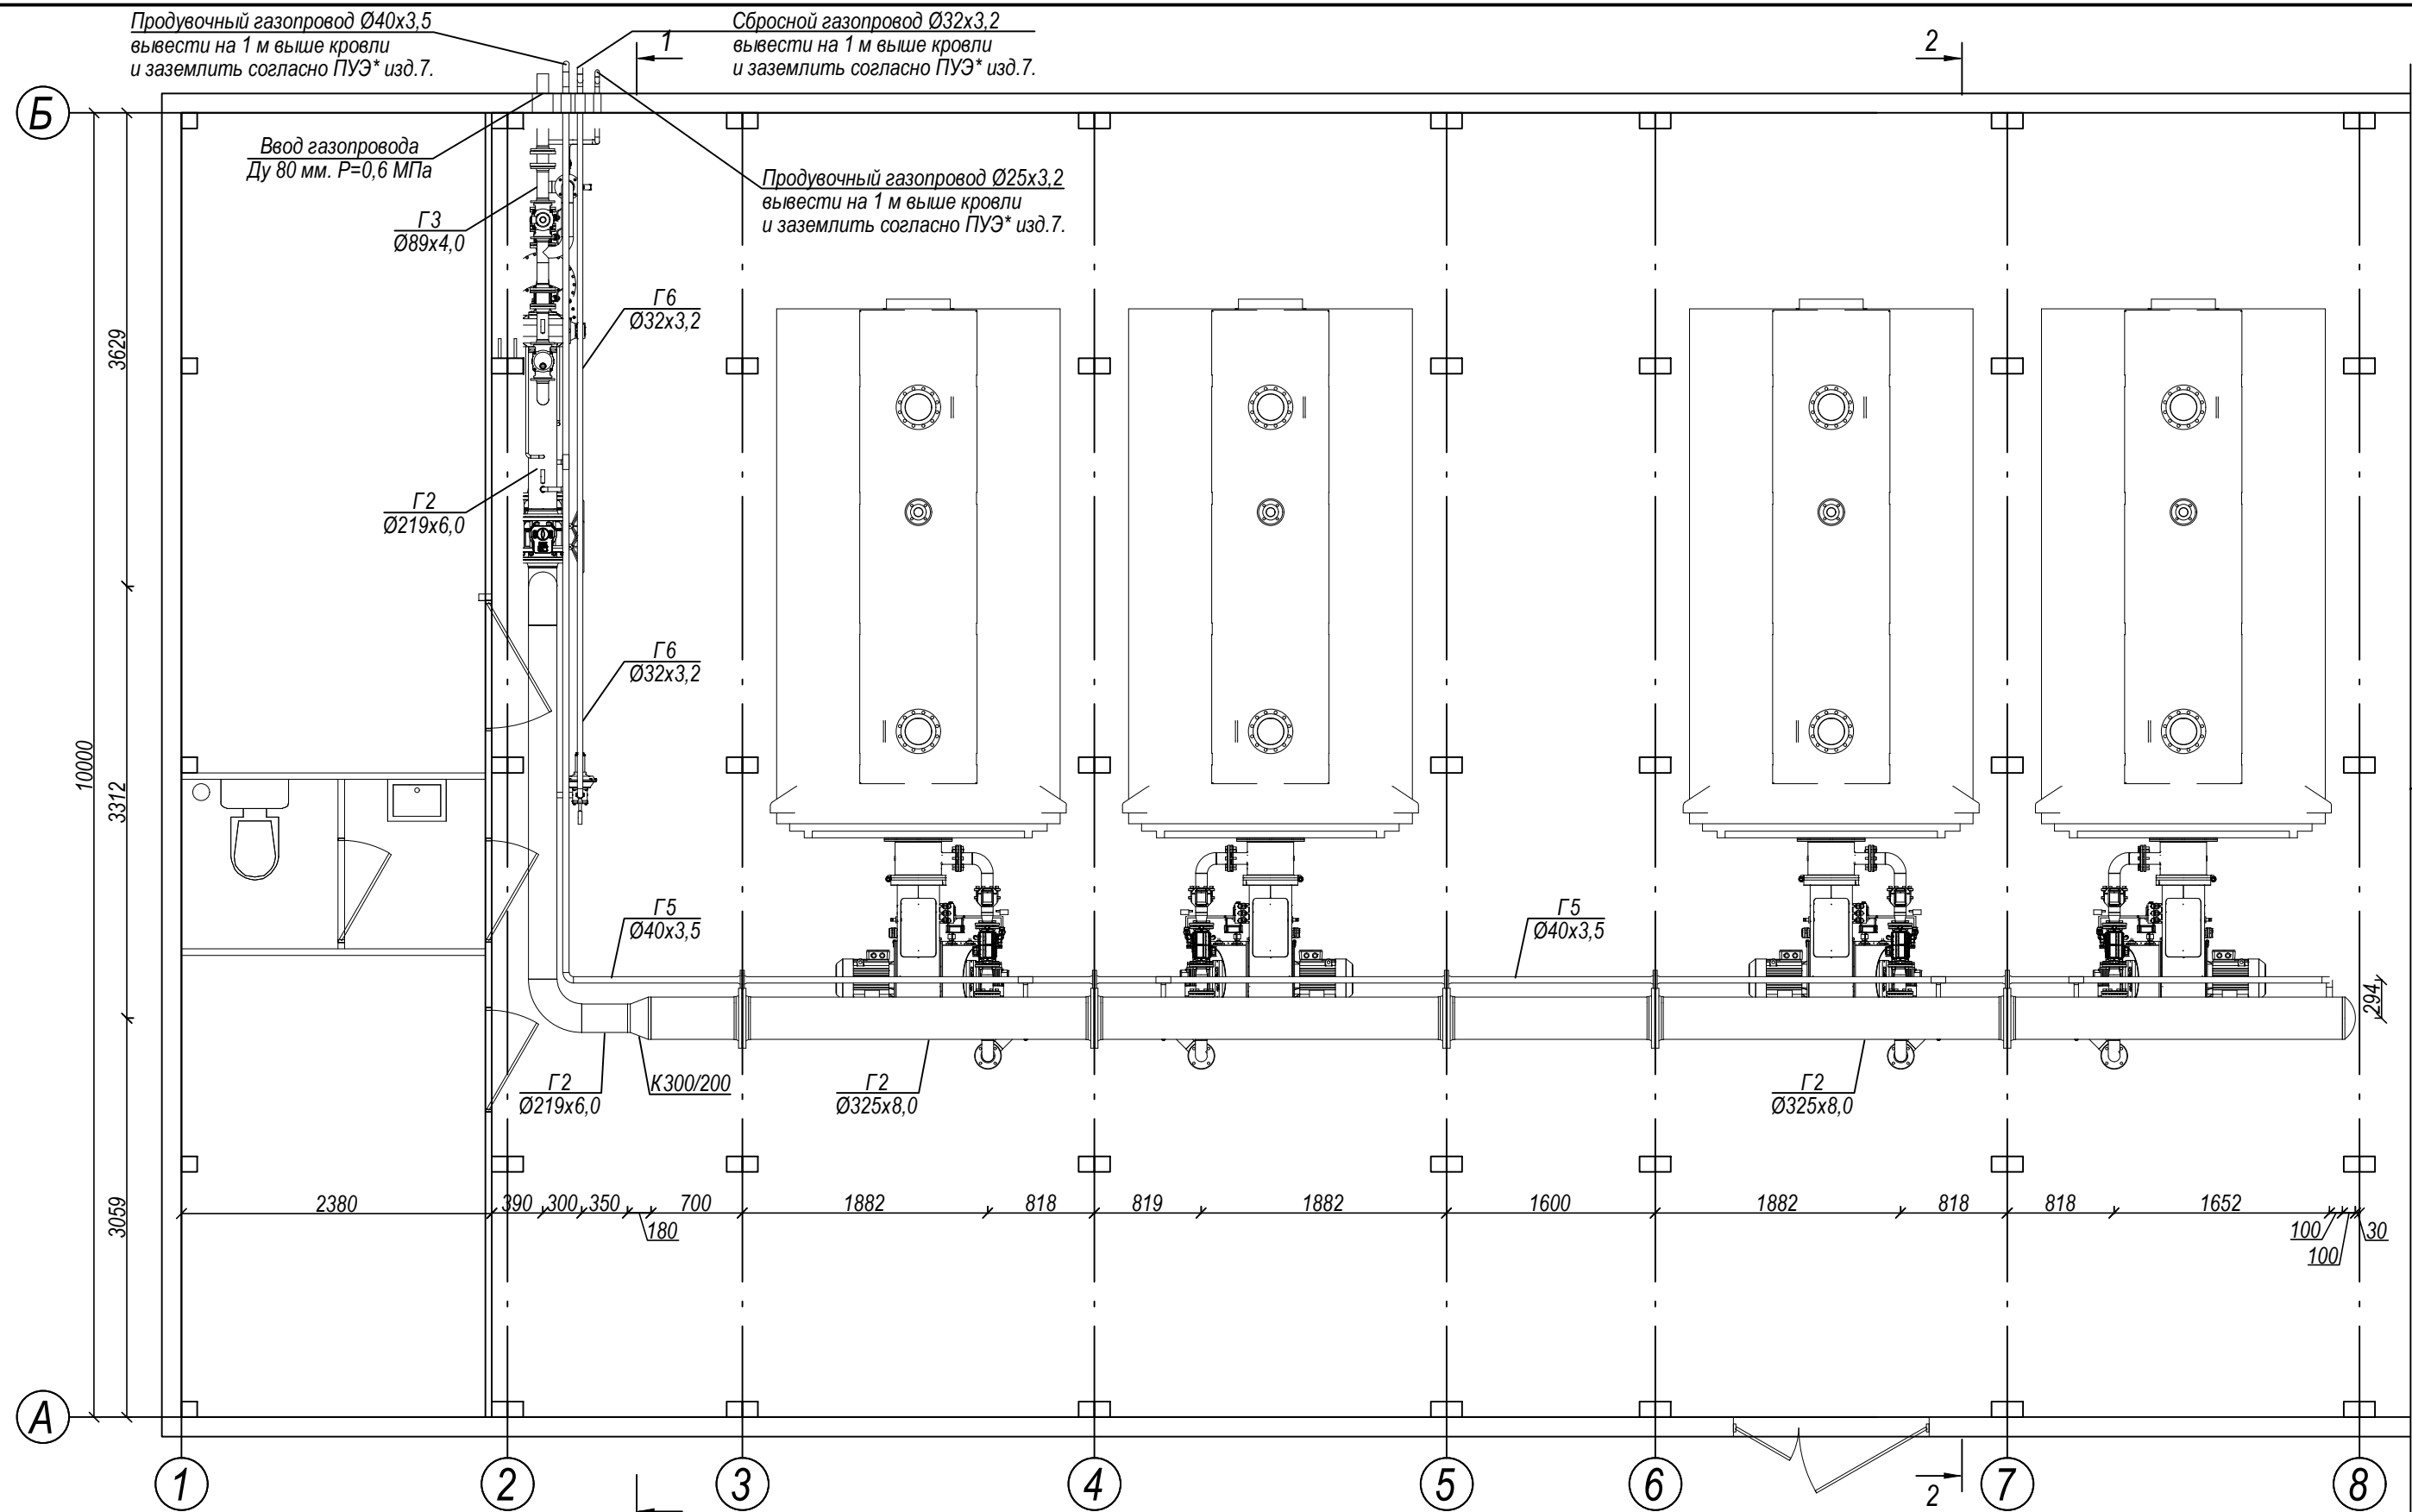 Продувочный газопровод Ø40х3,5
вывести на 1 м выше кровли
и заземлить согласно ПУЭ* изд.7.
Сбросной газопровод Ø32х3,2
вывести на 1 м выше кровли
и заземлить согласно ПУЭ* изд.7.
1
2
Б
Ввод газопровода
Ду 80 мм. Р=0,6 МПа
Продувочный газопровод Ø25х3,2
вывести на 1 м выше кровли
и заземлить согласно ПУЭ* изд.7.
Г3
Ø89х4,0
Г6
Ø32х3,2
3629
Г2
Ø219х6,0
Г6
Ø32х3,2
10000
3312
Г5
Ø40х3,5
Г5
Ø40х3,5
294
Г2
Ø219х6,0
К300/200
Г2
Ø325х8,0
Г2
Ø325х8,0
3059
2380
390
300
350
180
700
1882
818
819
1882
1600
1882
818
818
1652
100
100
30
А
1
2
3
4
5
6
2
7
8